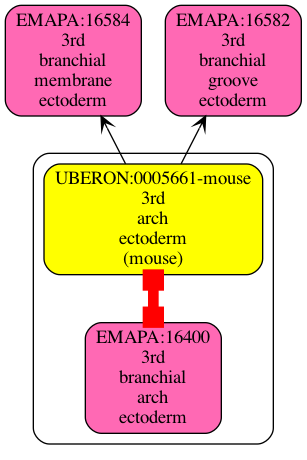 EMAPA:16584
3rd
branchial
membrane
ectoderm
EMAPA:16582
3rd
branchial
groove
ectoderm
UBERON:0005661-mouse
3rd
arch
ectoderm
(mouse)
EMAPA:16400
3rd
branchial
arch
ectoderm